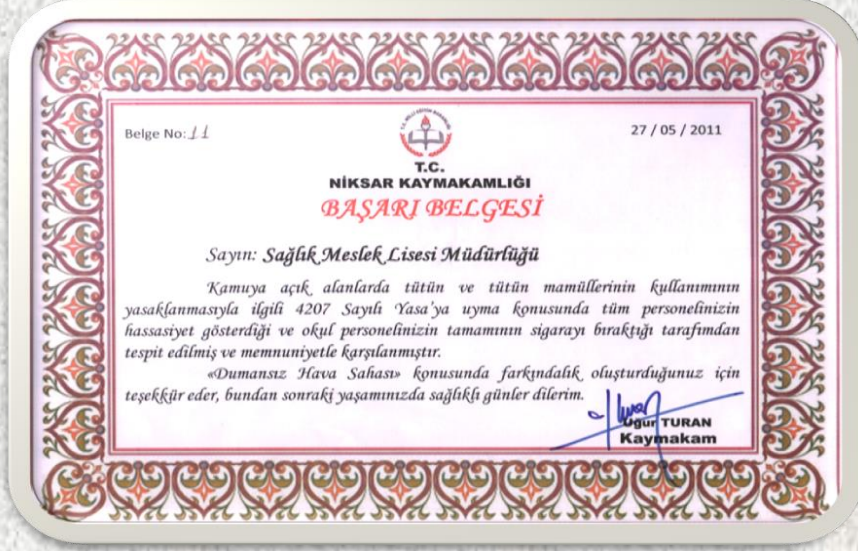 Belge No: 11
27 / 05 / 2011
T.C.
NİKSAR KAYMAKAMLIĞI
BAŞARI BELGESİ
Sayın: Sağlık Meslek Lisesi Müdürlüğü
Kamuya açık alanlarda tütün ve tütün mamüllerinin kullanımının
yasaklanmasıyla ilgili 4207 Sayılı Yasa'ya uyma konusunda tüm personelinizin
hassasiyet gösterdiği ve okul personelinizin tamamının sigarayı bıraktığı tarafımdan
tespit edilmiş ve memnuniyetle karşılanmıştır.
«Dumansız Hava Sahası» konusunda farkındalık oluşturduğunuz için
teşekkür eder, bundan sonraki yaşamınızda sağlıklı günler dilerim.
Uğur TURAN
Kaymakam